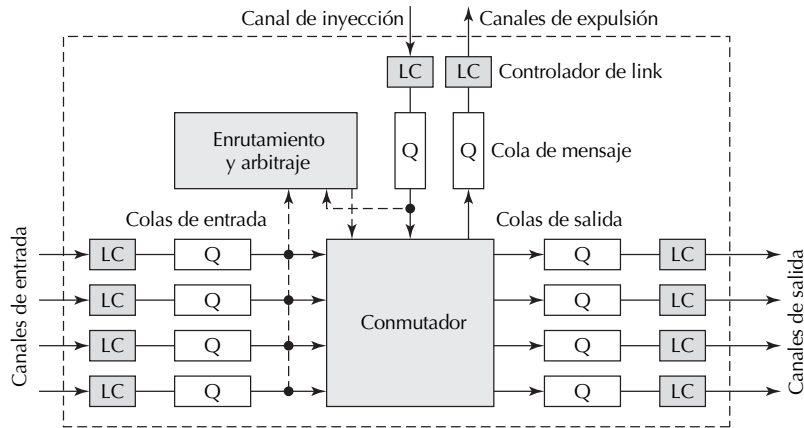 Canal de inyección
Canales de expulsión
LC
LC
Controlador de link
Enrutamiento
y arbitraje
Q
Q
Cola de mensaje
Colas de entrada
Colas de salida
Canales de entrada
LC
Q
Q
LC
LC
Q
Q
LC
Conmutador
LC
Q
Q
LC
LC
Q
Q
LC
Canales de salida